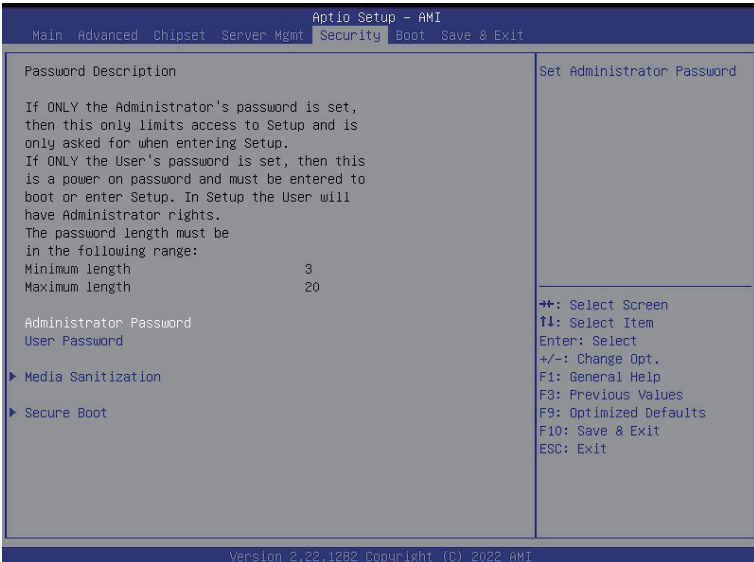 Aptio Setup - AMI
Main Advanced Chipset Server Mgmt Security Boot Save & Exit
Password Description
If ONLY the Administrator's password is set,
then this only limits access to Setup and is
only asked for when entering Setup.
If ONLY the User's password is set, then this
is a power on password and must be entered to
boot or enter Setup. In Setup the User will
have Administrator rights.
The password length must be
in the following range:
Minimum length 3
Maximum length 20
Administrator Password
User Password
▶ Media Sanitization
▶ Secure Boot
Set Administrator Password
→←: Select Screen
↑↓: Select Item
Enter: Select
+/-: Change Opt.
F1: General Help
F3: Previous Values
F9: Optimized Defaults
F10: Save & Exit
ESC: Exit
Version 2.22.1282 Copyright (C) 2022 AMI